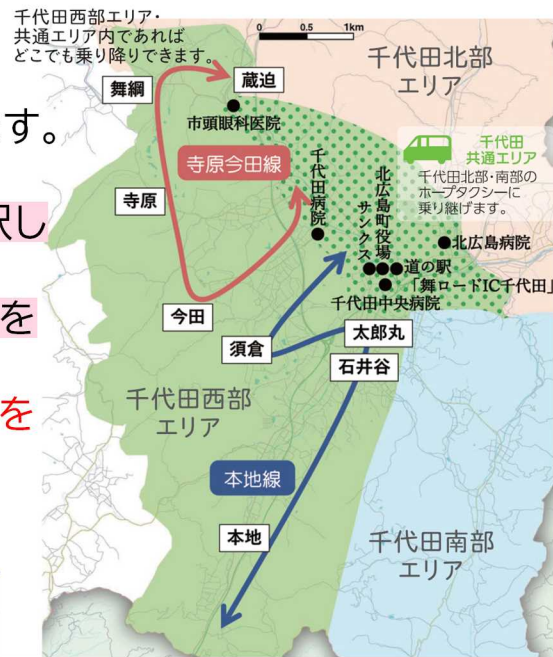 千代田西部エリア・
共通エリア内であれば
どこでも乗り降りできます。
0 0.5 1km
千代田北部
エリア
舞綱
蔵迫
市頭眼科医院
す。
寺原今田線
千代田病院
千代田
共通エリア
千代田北部・南部の
ホープタクシーに
乗り継げます。
寺原
沢し
北広島町役場
サンクス
北広島病院
道の駅
「舞ロードIC千代田」
千代田中央病院
今田
を
須倉
太郎丸
石井谷
千代田西部
エリア
を
本地線
本地
千代田南部
エリア